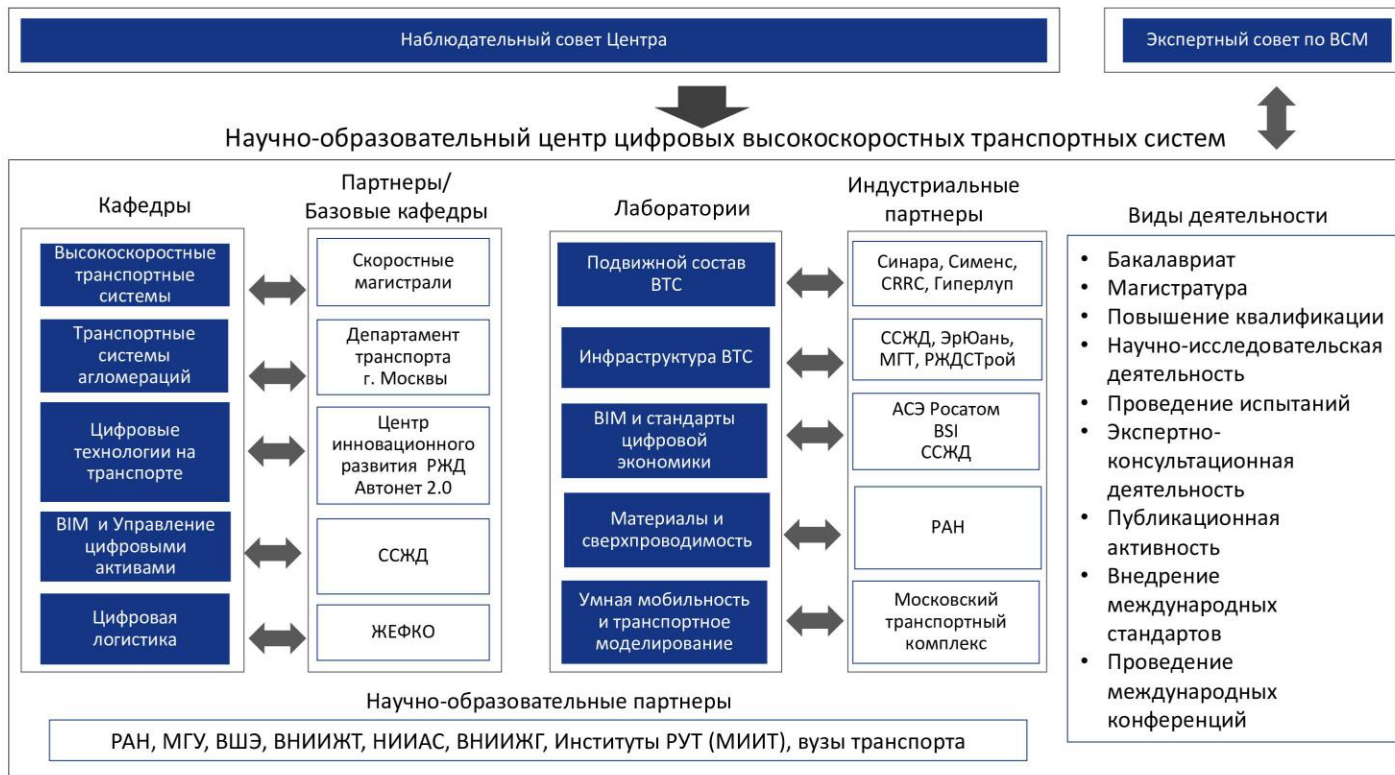 Наблюдательный совет Центра
Экспертный совет по ВСМ
Научно-образовательный центр цифровых высокоскоростных транспортных систем
Кафедры
Высокоскоростные
транспортные
системы
Транспортные
системы
агломераций
Цифровые
технологии на
транспорте
BIM и Управление
цифровыми
активами
Цифровая
логистика
Партнеры/
Базовые кафедры
Скоростные
магистрали
Департамент
транспорта
г. Москвы
Центр
инновационного
развития РЖД
Автонет 2.0
ССЖД
ЖЕФКО
Лаборатории
Подвижной состав
ВТС
Инфраструктура ВТС
BIM и стандарты
цифровой
экономики
Материалы и
сверхпроводимость
Умная мобильность
и транспортное
моделирование
Индустриальные
партнеры
Синара, Сименс,
CRRC, Гиперлуп
ССЖД, ЭрЮань,
МГТ, РЖДСТрой
АСЭ Росатом
BSI
ССЖД
РАН
Московский
транспортный
комплекс
Виды деятельности
• Бакалавриат
• Магистратура
• Повышение квалификации
• Научно-исследовательская
деятельность
• Проведение испытаний
• Экспертно-
консультационная
деятельность
• Публикационная
активность
• Внедрение
международных
стандартов
• Проведение
международных
конференций
Научно-образовательные партнеры
РАН, МГУ, ВШЭ, ВНИИЖТ, НИИАС, ВНИИЖГ, Институты РУТ (МИИТ), вузы транспорта